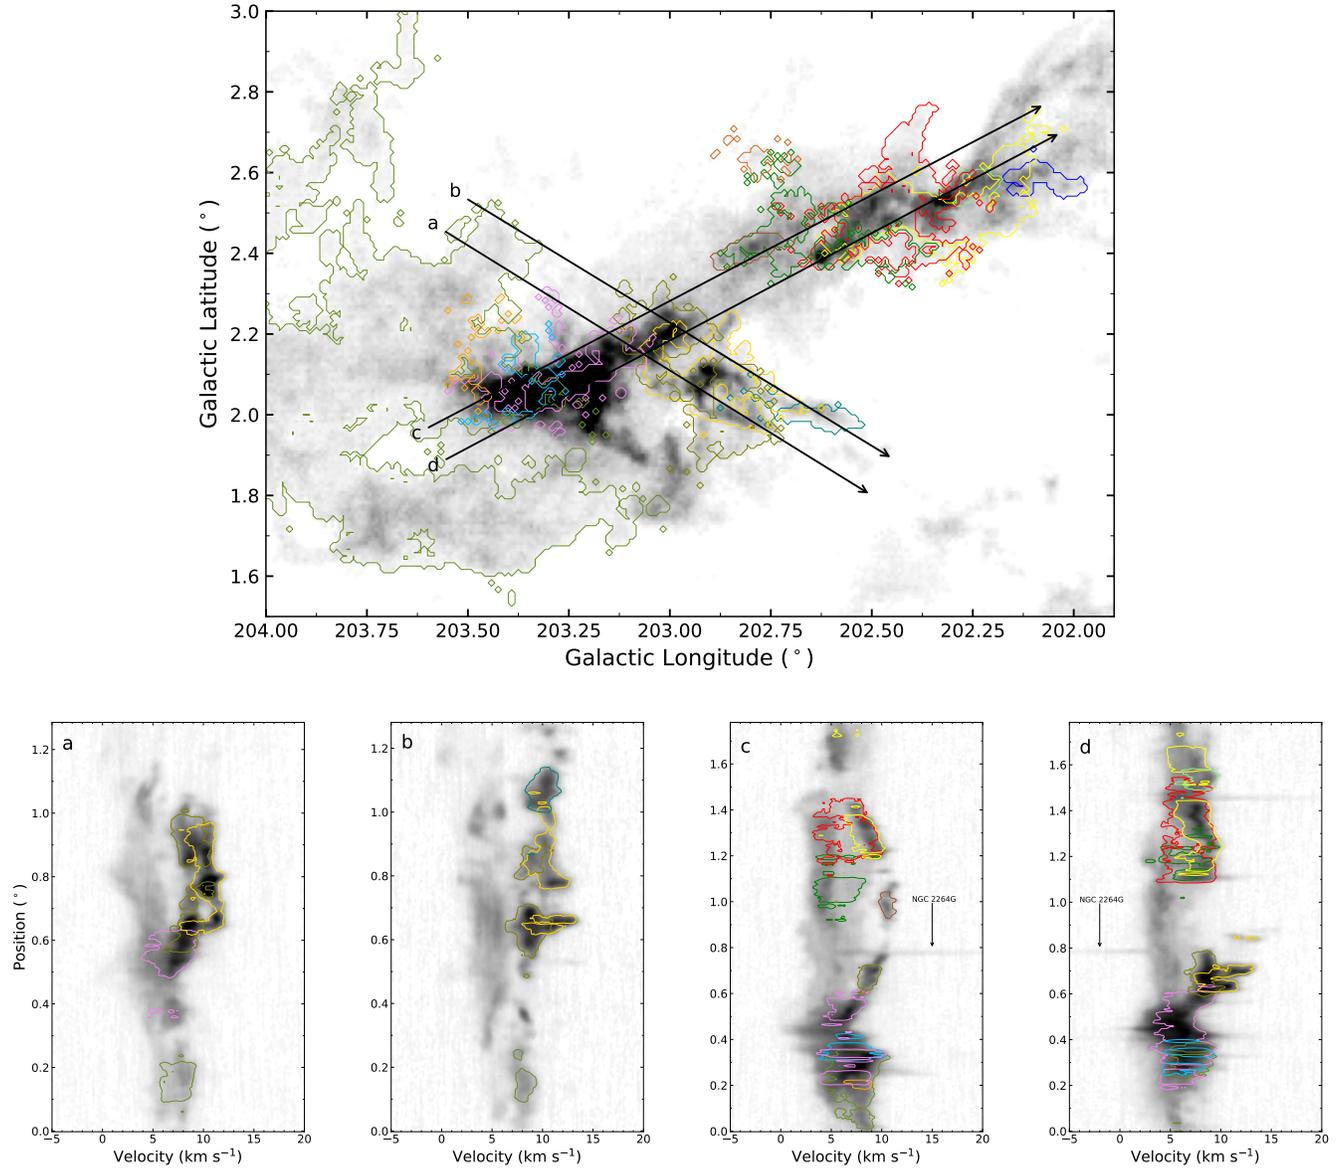 3.0
2.8
2.6
2.4
2.2
2.0
1.8
1.6
Galactic Latitude (°)
b
a
c
d
204.00 203.75 203.50 203.25 203.00 202.75 202.50 202.25 202.00
Galactic Longitude (°)
a
1.2
1.0
0.8
0.6
0.4
0.2
0.0
Position (°)
−5 0 5 10 15 20
Velocity (km s⁻¹)
b
1.2
1.0
0.8
0.6
0.4
0.2
0.0
−5 0 5 10 15 20
Velocity (km s⁻¹)
c
1.6
1.4
1.2
1.0
0.8
0.6
0.4
0.2
0.0
NGC 2264G
−5 0 5 10 15 20
Velocity (km s⁻¹)
d
1.6
1.4
1.2
1.0
0.8
0.6
0.4
0.2
0.0
NGC 2264G
−5 0 5 10 15 20
Velocity (km s⁻¹)